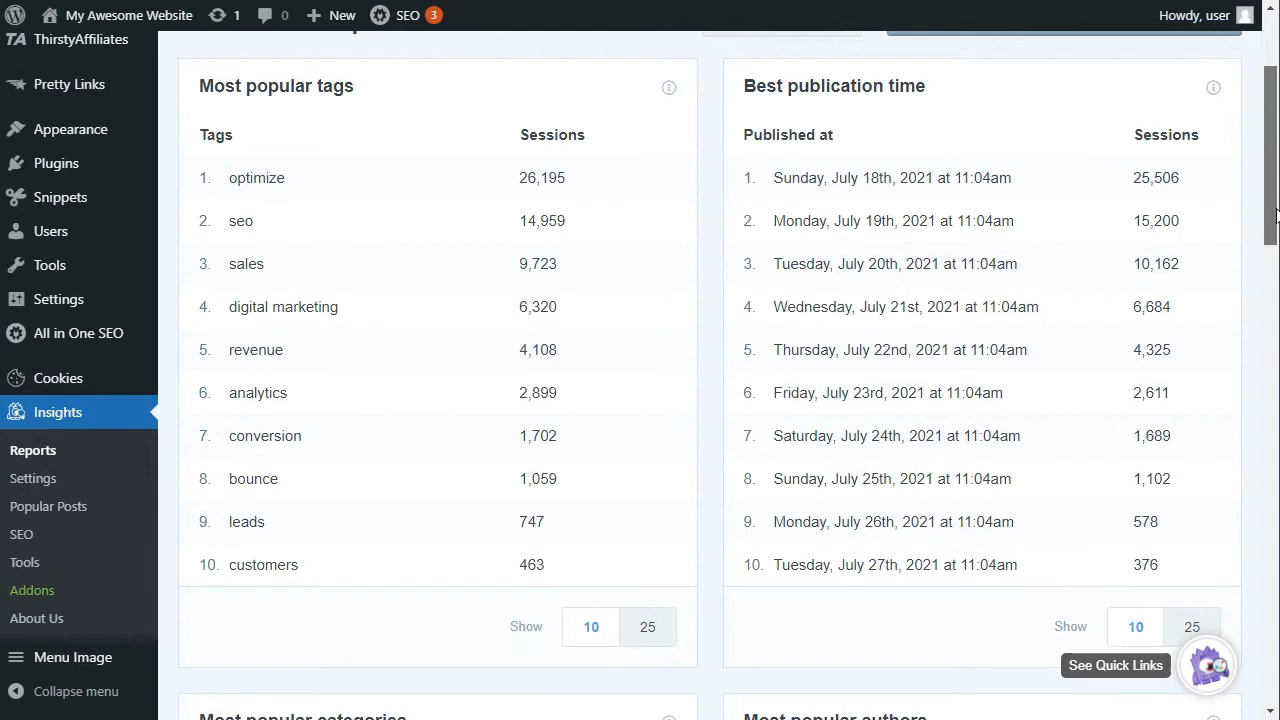 My Awesome Website 1 0 New SEO 3 Howdy, user
TA ThirstyAffiliates
Pretty Links
Appearance
Plugins
Snippets
Users
Tools
Settings
All in One SEO
Cookies
Insights
Reports
Settings
Popular Posts
SEO
Tools
Addons
About Us
Menu Image
Collapse menu
Most popular tags
Tags Sessions
1. optimize 26,195
2. seo 14,959
3. sales 9,723
4. digital marketing 6,320
5. revenue 4,108
6. analytics 2,899
7. conversion 1,702
8. bounce 1,059
9. leads 747
10. customers 463
Show 10 25
Best publication time
Published at Sessions
1. Sunday, July 18th, 2021 at 11:04am 25,506
2. Monday, July 19th, 2021 at 11:04am 15,200
3. Tuesday, July 20th, 2021 at 11:04am 10,162
4. Wednesday, July 21st, 2021 at 11:04am 6,684
5. Thursday, July 22nd, 2021 at 11:04am 4,325
6. Friday, July 23rd, 2021 at 11:04am 2,611
7. Saturday, July 24th, 2021 at 11:04am 1,689
8. Sunday, July 25th, 2021 at 11:04am 1,102
9. Monday, July 26th, 2021 at 11:04am 578
10. Tuesday, July 27th, 2021 at 11:04am 376
Show 10 25
See Quick Links
Most popular categories
Most popular authors